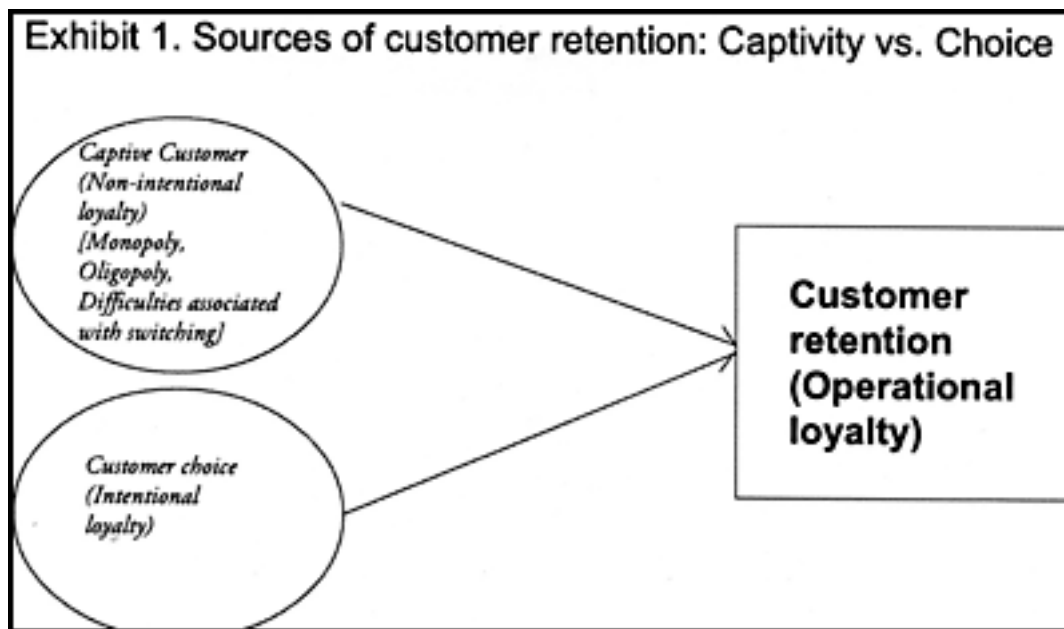 Exhibit 1. Sources of customer retention: Captivity vs. Choice
Captive Customer
(Non-intentional
loyalty)
[Monopoly,
Oligopoly,
Difficulties associated
with switching]
Customer
retention
(Operational
loyalty)
Customer choice
(Intentional
loyalty)